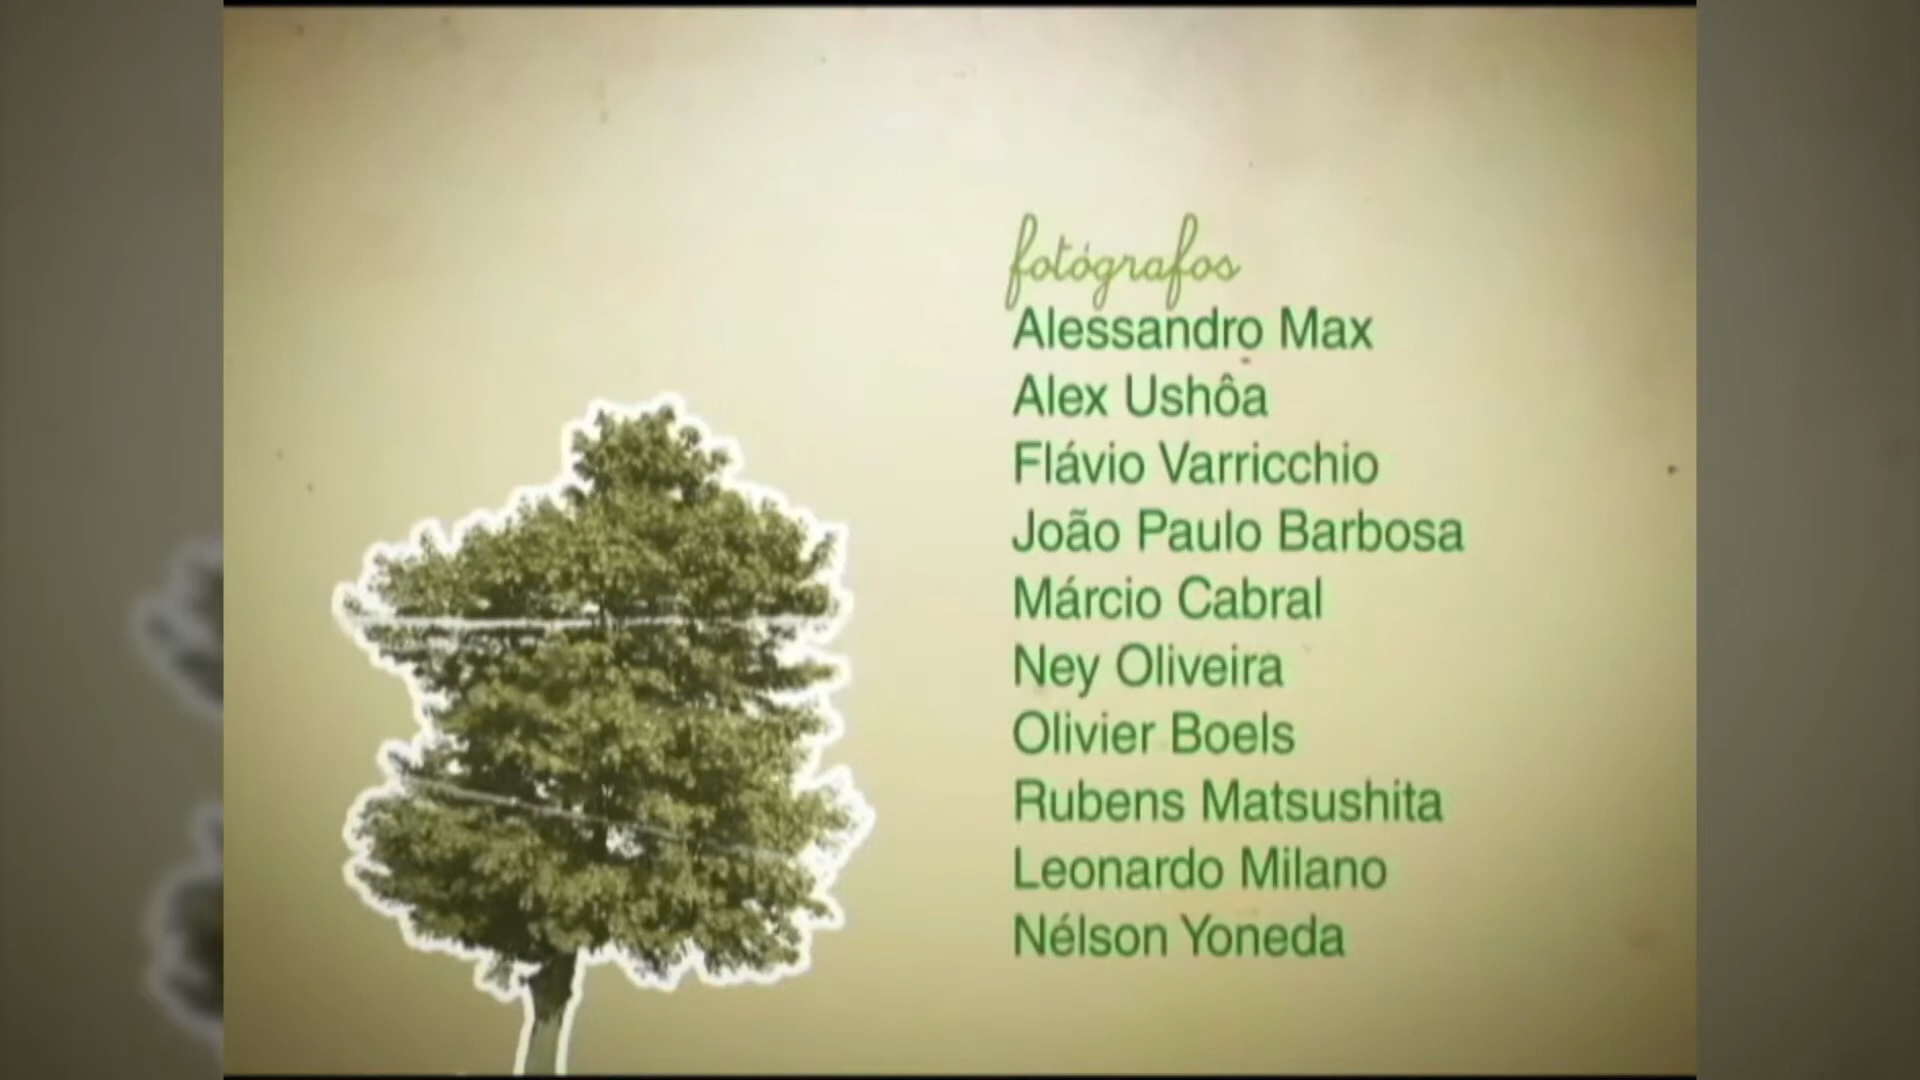 fotógrafos
Alessandro Max
Alex Ushôa
Flávio Varricchio
João Paulo Barbosa
Márcio Cabral
Ney Oliveira
Olivier Boels
Rubens Matsushita
Leonardo Milano
Nélson Yoneda